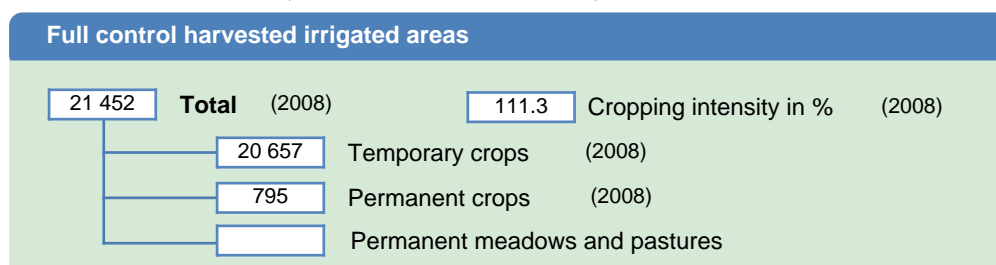 Full control harvested irrigated areas
21 452 Total (2008) 111.3 Cropping intensity in % (2008)
20 657 Temporary crops (2008)
795 Permanent crops (2008)
Permanent meadows and pastures